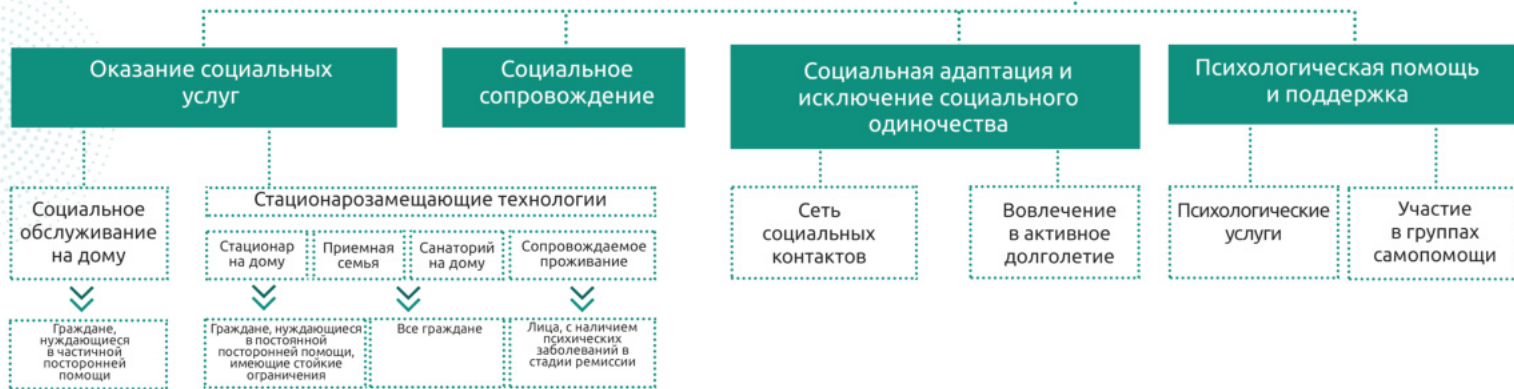 Оказание социальных
услуг
Социальное
сопровождение
Социальная адаптация и
исключение социального
одиночества
Психологическая помощь
и поддержка
Социальное
обслуживание
на дому
Стационарозамещающие технологии
Стационар
на дому
Приемная
семья
Санаторий
на дому
Сопровождаемое
проживание
Сеть
социальных
контактов
Вовлечение
в активное
долголетие
Психологические
услуги
Участие
в группах
самопомощи
Граждане,
нуждающиеся
в частичной
посторонней
помощи
Граждане, нуждающиеся
в постоянной
посторонней помощи,
имеющие стойкие
ограничения
Все граждане
Лица, с наличием
психических
заболеваний в
стадии ремиссии